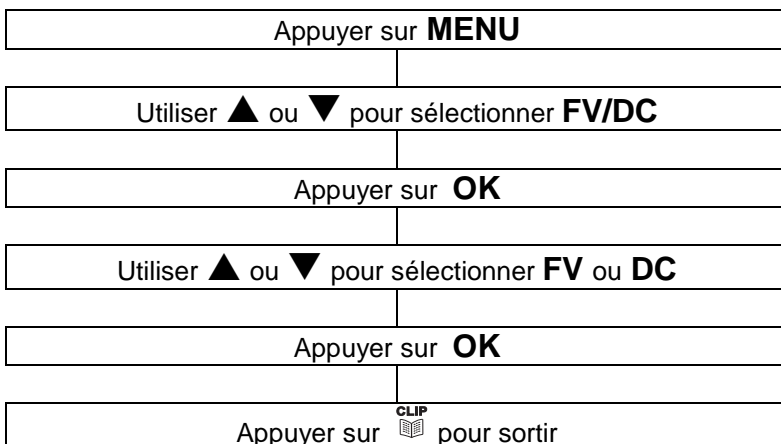 Appuyer sur MENU
Utiliser ▲ ou ▼ pour sélectionner FV/DC
Appuyer sur OK
Utiliser ▲ ou ▼ pour sélectionner FV ou DC
Appuyer sur OK
CLIP
Appuyer sur pour sortir